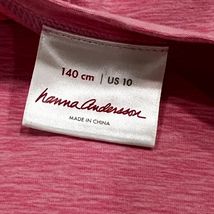 140 cm | US 10
hanna andersson
MADE IN CHINA